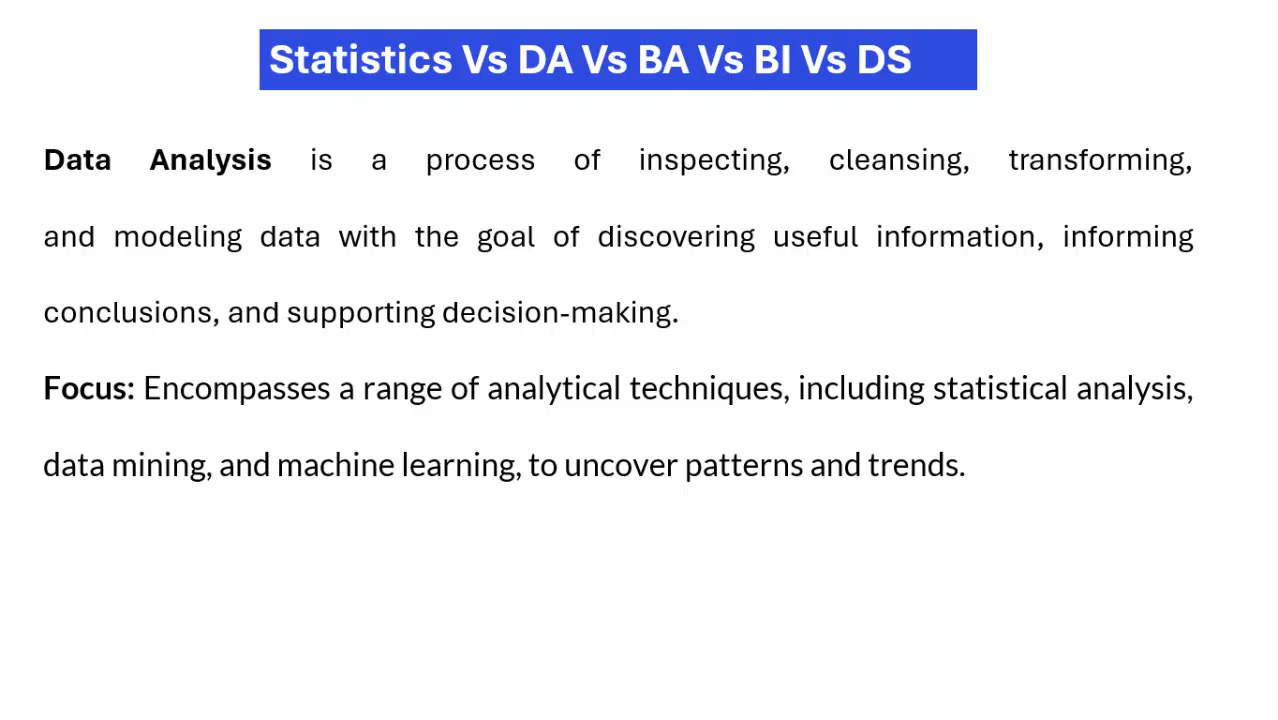 Statistics Vs DA Vs BA Vs BI Vs DS
Data Analysis is a process of inspecting, cleansing, transforming,
and modeling data with the goal of discovering useful information, informing
conclusions, and supporting decision-making.
Focus: Encompasses a range of analytical techniques, including statistical analysis,
data mining, and machine learning, to uncover patterns and trends.